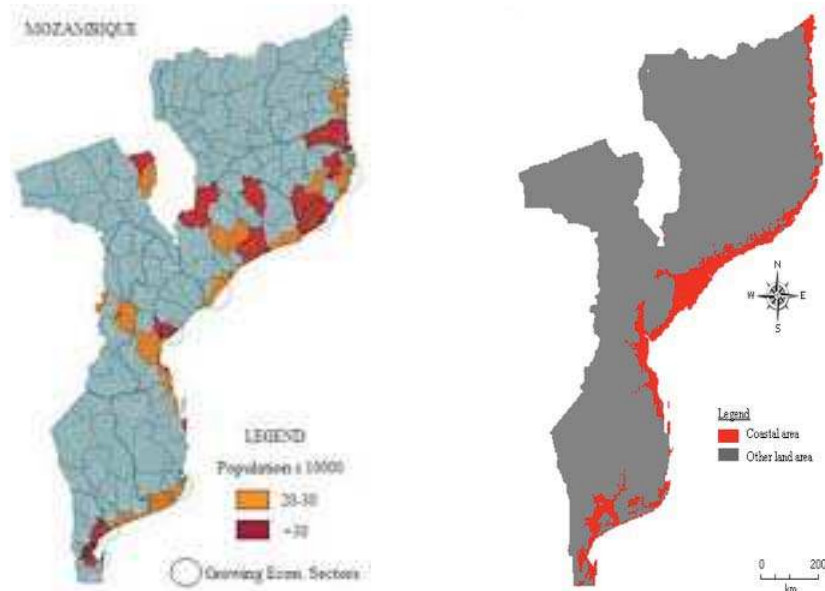 MOZAMBIQUE
LEGEND
Population x 10000
20-30
+30
Growing Econ. Sectors
N
W
E
S
Legend
Coastal area
Other land area
0
200
km